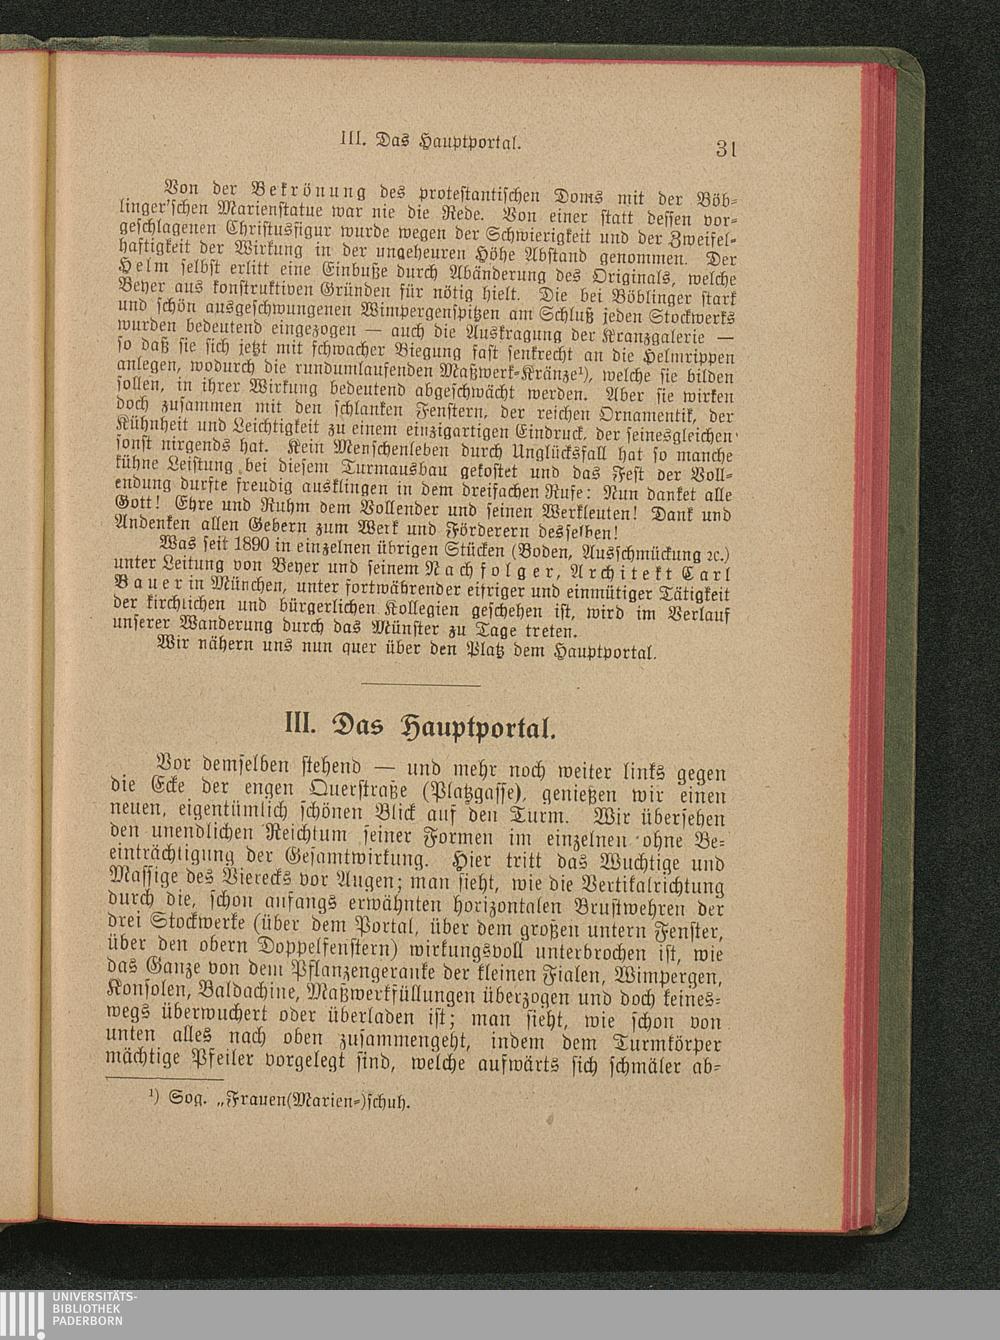 III. Das Hauptportal.
31
Von der Bekrönung des protestantischen Doms mit der Böb-
linger'schen Marienstatue war nie die Rede. Von einer statt dessen vor-
geschlagenen Christusfigur wurde wegen der Schwierigkeit und der Zweifel-
haftigkeit der Wirkung in der ungeheuren Höhe Abstand genommen. Der
Helm selbst erlitt eine Einbuße durch Abänderung des Originals, welche
Beyer aus konstruktiven Gründen für nötig hielt. Die bei Böblinger stark
und schön ausgeschwungenen Wimpergenspitzen am Schluß jeden Stockwerks
wurden bedeutend eingezogen — auch die Auskragung der Kranzgalerie —
so daß sie sich jetzt mit schwacher Biegung fast senkrecht an die Helmrippen
anlegen, wodurch die rundumlaufenden Maßwerk-Kränze¹), welche sie bilden
sollen, in ihrer Wirkung bedeutend abgeschwächt werden. Aber sie wirken
doch zusammen mit den schlanken Fenstern, der reichen Ornamentik, der
Kühnheit und Leichtigkeit zu einem einzigartigen Eindruck, der seinesgleichen
sonst nirgends hat. Kein Menschenleben durch Unglücksfall hat so manche
kühne Leistung bei diesem Turmausbau gekostet und das Fest der Voll-
endung durfte freudig ausklingen in dem dreifachen Rufe: Nun danket alle
Gott! Ehre und Ruhm dem Vollender und seinen Werkleuten! Dank und
Andenken allen Gebern zum Werk und Förderern desselben!
Was seit 1890 in einzelnen übrigen Stücken (Boden, Ausschmückung ꝛc.)
unter Leitung von Beyer und seinem Nachfolger, Architekt Carl
Bauer in München, unter fortwährender eifriger und einmütiger Tätigkeit
der kirchlichen und bürgerlichen Kollegien geschehen ist, wird im Verlauf
unserer Wanderung durch das Münster zu Tage treten.
Wir nähern uns nun quer über den Platz dem Hauptportal.
III. Das Hauptportal.
Vor demselben stehend — und mehr noch weiter links gegen
die Ecke der engen Querstraße (Platzgasse), genießen wir einen
neuen, eigentümlich schönen Blick auf den Turm. Wir übersehen
den unendlichen Reichtum seiner Formen im einzelnen ohne Be-
einträchtigung der Gesamtwirkung. Hier tritt das Wuchtige und
Massige des Vierecks vor Augen; man sieht, wie die Vertikalrichtung
durch die, schon anfangs erwähnten horizontalen Brustwehren der
drei Stockwerke (über dem Portal, über dem großen untern Fenster,
über den obern Doppelfenstern) wirkungsvoll unterbrochen ist, wie
das Ganze von dem Pflanzengeranke der kleinen Fialen, Wimpergen,
Konsolen, Baldachine, Maßwerkfüllungen überzogen und doch keines-
wegs überwuchert oder überladen ist; man sieht, wie schon von
unten alles nach oben zusammengeht, indem dem Turmkörper
mächtige Pfeiler vorgelegt sind, welche aufwärts sich schmäler ab-
¹) Sog. „Frauen(Marien-)schuh.
UNIVERSITÄTS-
BIBLIOTHEK
PADERBORN